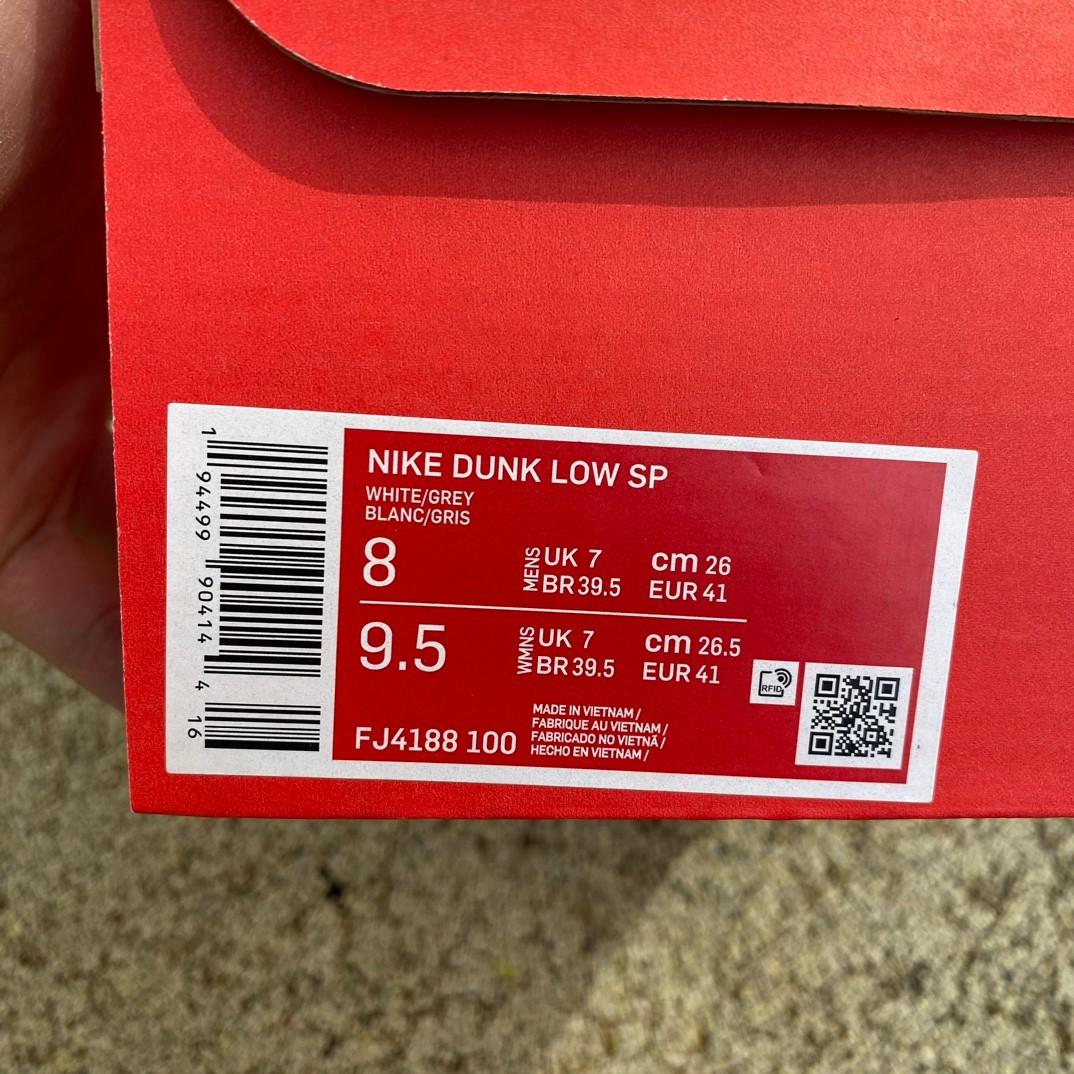 1 94499 90414 4 16
NIKE DUNK LOW SP
WHITE/GREY
BLANC/GRIS
8 MENS UK 7 cm 26
BR 39.5 EUR 41
9.5 WMNS UK 7 cm 26.5
BR 39.5 EUR 41
RFID
FJ4188 100
MADE IN VIETNAM /
FABRIQUE AU VIETNAM /
FABRICADO NO VIETNÃ /
HECHO EN VIETNAM /